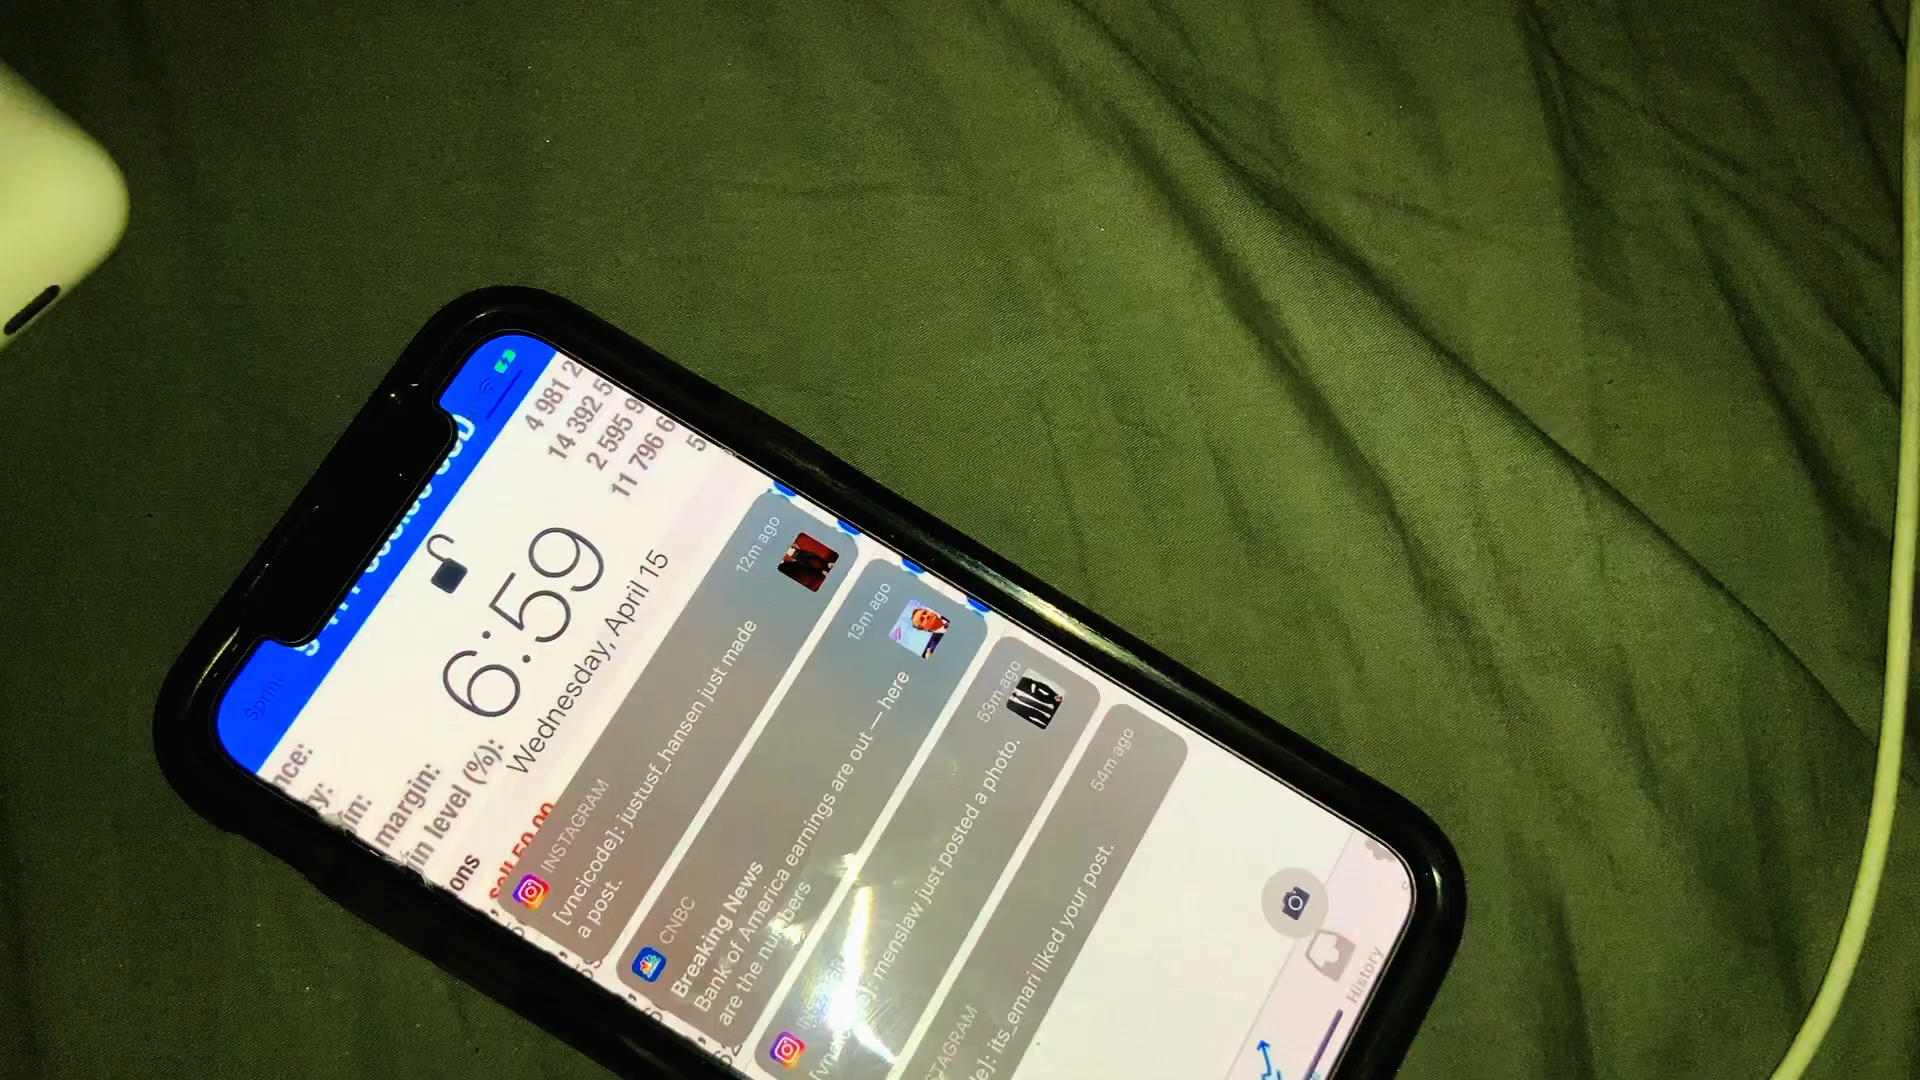 Sprint
4 981 2
14 392 5
2 595 9
11 796 6
5
6:59
Wednesday, April 15
nce:
ty:
in:
margin:
in level (%):
ons
sell 50.00
INSTAGRAM
12m ago
[vncicode]: justusf_hansen just made
a post.
CNBC
13m ago
Breaking News
Bank of America earnings are out — here
are the numbers
53m ago
menslaw just posted a photo.
STAGRAM
54m ago
e]: its_emari liked your post.
History